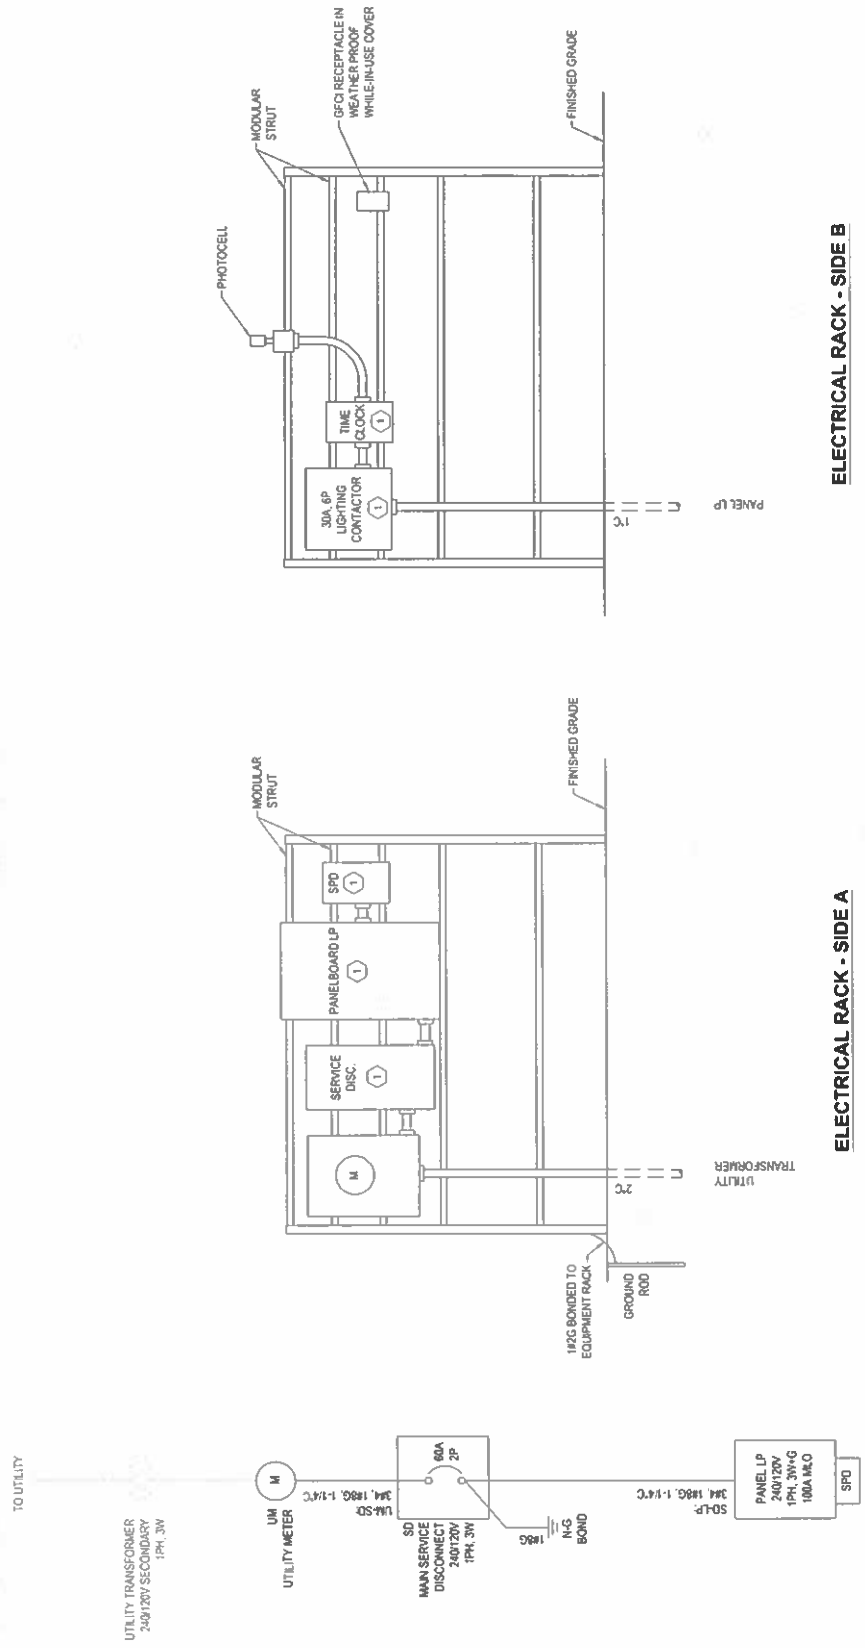 TO UTILITY
UTILITY TRANSFORMER
240/120V SECONDARY
1PH, 3W
M
UM
UTILITY METER
UM-SD:
3#4, 1#8G, 1-1/4"C
60A
2P
SD
MAIN SERVICE
DISCONNECT
240/120V
1PH, 3W
1#8G
N-G
BOND
SD-LP:
3#4, 1#8G, 1-1/4"C
PANEL LP
240/120V
1PH, 3W+G
100A MLO
SPD
MODULAR
STRUT
M
SERVICE
DISC.
1
PANELBOARD LP
1
SPD
1
FINISHED GRADE
1#2G BONDED TO
EQUIPMENT RACK
GROUND
ROD
2"C
UTILITY
TRANSFORMER
ELECTRICAL RACK - SIDE A
PHOTOCELL
MODULAR
STRUT
GFCI RECEPTACLE IN
WEATHER PROOF
WHILE-IN-USE COVER
30A, 6P
LIGHTING
CONTACTOR
1
TIME
CLOCK
1
FINISHED GRADE
1"C
PANEL LP
ELECTRICAL RACK - SIDE B